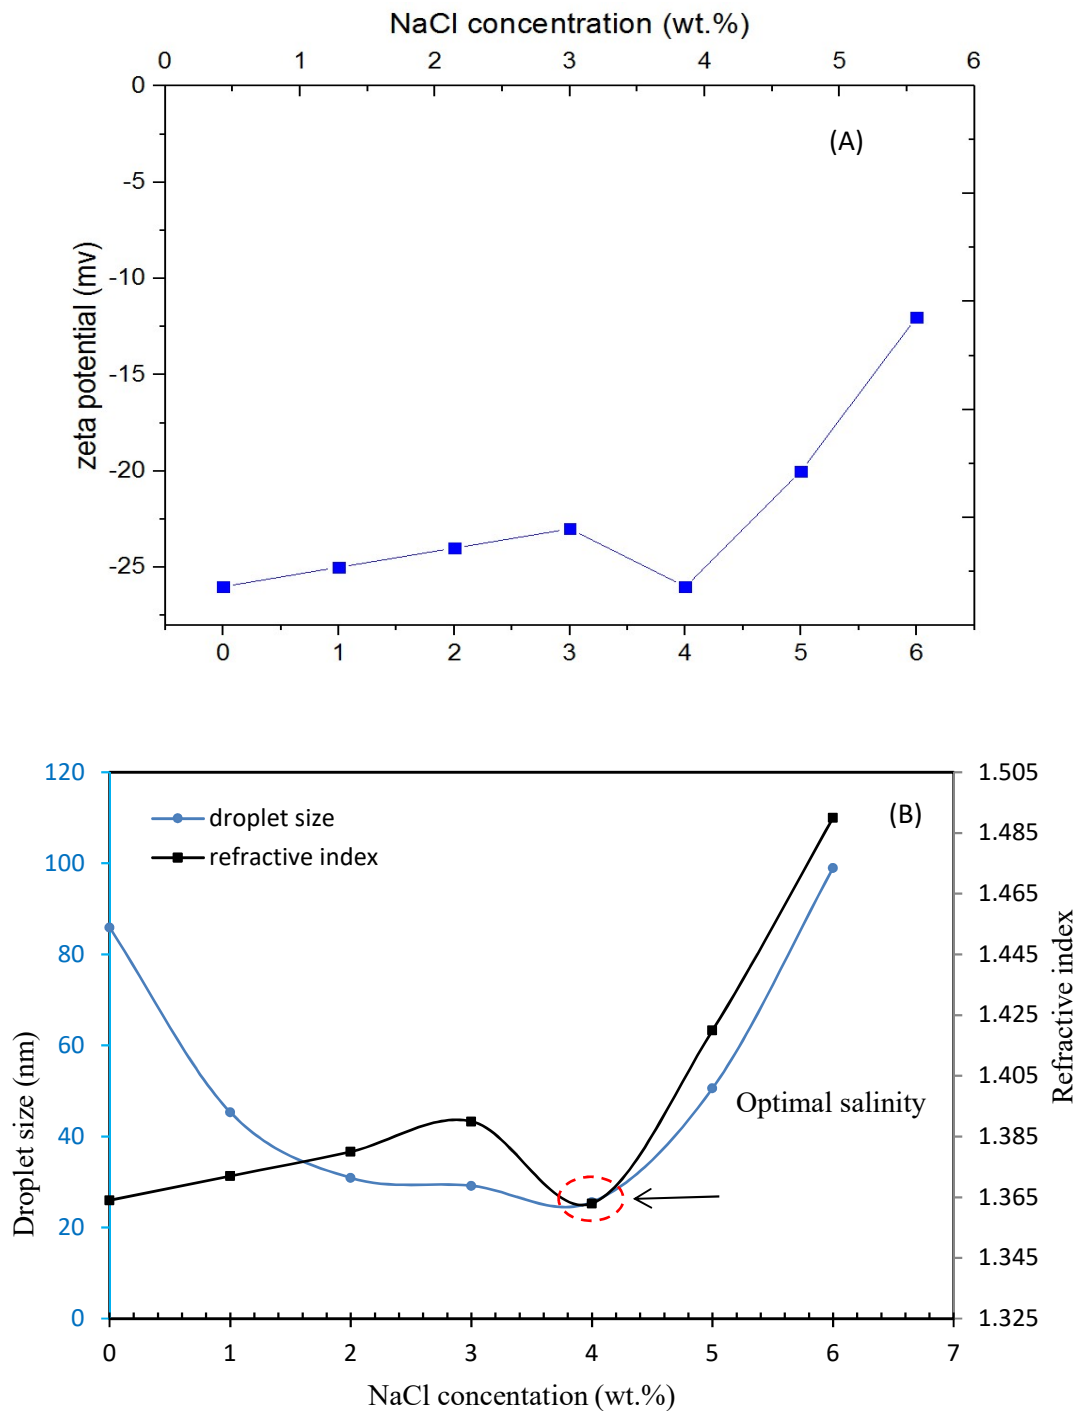 NaCl concentration (wt.%)
0 1 2 3 4 5 6
0
(A)
-5
-10
zeta potential (mv)
-15
-20
-25
0 1 2 3 4 5 6
120 1.505
droplet size
(B)
refractive index
1.485
100 1.465
80 1.445
1.425
60
1.405
Optimal salinity
40 1.385
1.365
20
1.345
0 1.325
Droplet size (nm)
Refractive index
0 1 2 3 4 5 6 7
NaCl concentation (wt.%)